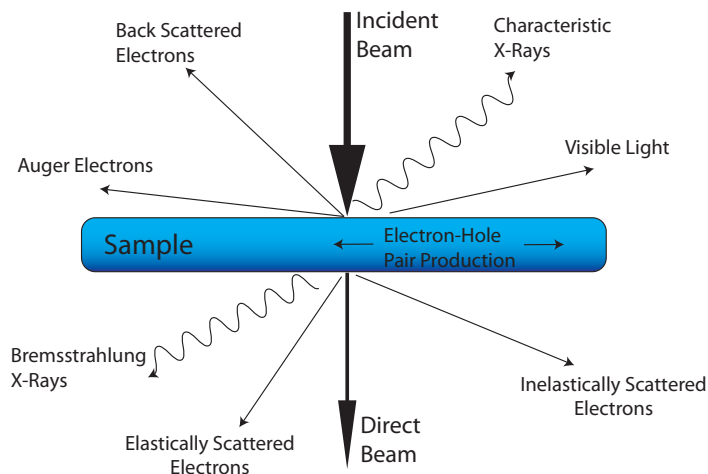 Incident
Beam
Characteristic
X-Rays
Back Scattered
Electrons
Visible Light
Auger Electrons
Sample
Electron-Hole
Pair Production
Bremsstrahlung
X-Rays
Inelastically Scattered
Electrons
Direct
Beam
Elastically Scattered
Electrons